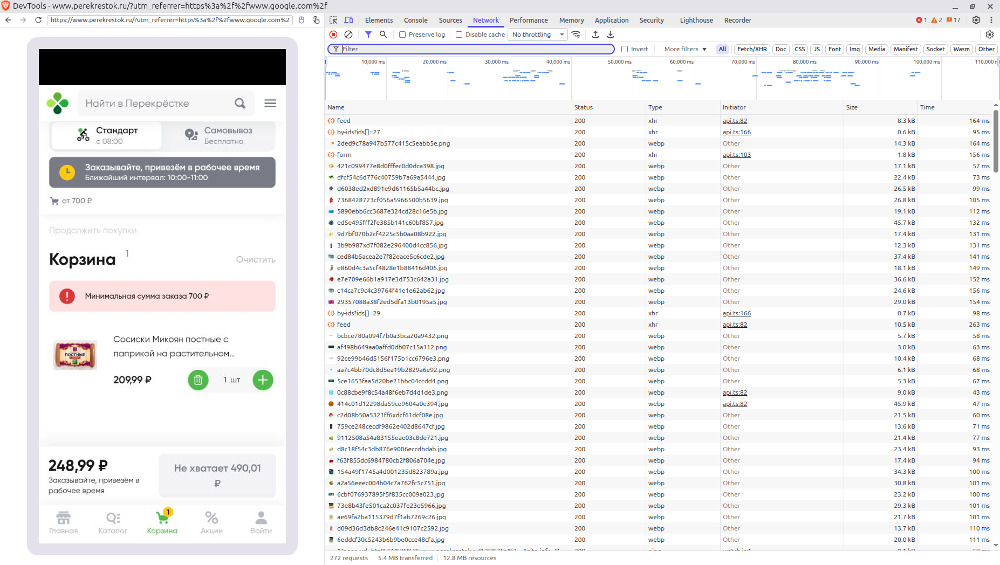 DevTools - www.perekrestok.ru/?utm_referrer=https%3a%2f%2fwww.google.com%2f
https://www.perekrestok.ru/?utm_referrer=https%3a%2f%2fwww.google.com%2
Найти в Перекрёстке
Стандарт
с 08:00
Самовывоз
Бесплатно
Заказывайте, привезём в рабочее время
Ближайший интервал: 10:00-11:00
от 700 ₽
Продолжить покупки
Корзина 1
Очистить
Минимальная сумма заказа 700 ₽
Сосиски Микоян постные с
паприкой на растительном...
209,99 ₽
1 шт
ПОСТНЫЕ
248,99 ₽
Заказывайте, привезём в
рабочее время
Не хватает 490,01
₽
1
Главная Каталог Корзина Акции Войти
Elements Console Sources Network Performance Memory Application Security Lighthouse Recorder 1 2 17
Preserve log Disable cache No throttling
Filter Invert More filters All Fetch/XHR Doc CSS JS Font Img Media Manifest Socket Wasm Other
10,000 ms 20,000 ms 30,000 ms 40,000 ms 50,000 ms 60,000 ms 70,000 ms 80,000 ms 90,000 ms 100,000 ms 110,000
Name Status Type Initiator Size Time
feed 200 xhr api.ts:82 8.3 kB 164 ms
by-ids?ids[]=27 200 xhr api.ts:166 0.6 kB 95 ms
2ded9c78a947b577c415c5eabb5e.png 200 webp Other 14.3 kB 164 ms
form 200 xhr api.ts:103 1.8 kB 156 ms
421c099477e8d0fffec0d0dca398.jpg 200 webp Other 17.1 kB 57 ms
dfcf54c6d776c40759b7a69a5444.jpg 200 webp Other 22.4 kB 73 ms
d6038ed2xd891e9d61165b5a44bc.jpg 200 webp Other 26.5 kB 99 ms
7368428723cf056a5966500b5639.jpg 200 webp Other 26.8 kB 105 ms
5890ebb6cc3687e324cd28c16e5b.jpg 200 webp Other 19.1 kB 112 ms
ed5e495fff2fe385b141c60bf857.jpg 200 webp Other 45.7 kB 132 ms
9d7bf070b2cf4225c5b0aa08b922.jpg 200 webp Other 17.4 kB 131 ms
3b9b987xd7f082e296400d4cc856.jpg 200 webp Other 12.3 kB 131 ms
ced84b5acea2e7f82eace5c6cde2.jpg 200 webp Other 37.4 kB 141 ms
e860d4c3a5cf4828e1b88416d406.jpg 200 webp Other 18.1 kB 149 ms
e7e709e66b1a917e3d753c642a31.jpg 200 webp Other 36.6 kB 152 ms
c14ca7c9c4c39764f41e1e62ab62.jpg 200 webp Other 24.6 kB 156 ms
29357088a38f2ed5dfa13b0195a5.jpg 200 webp Other 29.0 kB 154 ms
by-ids?ids[]=29 200 xhr api.ts:166 0.7 kB 98 ms
feed 200 xhr api.ts:82 10.5 kB 263 ms
bcbce780a094f7b0a3bca20a9432.png 200 webp Other 5.7 kB 58 ms
af498b649aa0affd0db07c15a112.png 200 webp Other 3.0 kB 63 ms
92ce99b46d5156f175b1cc6796e3.png 200 webp Other 10.4 kB 68 ms
aa7c4bb70dc8d5ea19b2829a6e92.png 200 webp Other 6.1 kB 68 ms
5ce1653faa5d20be21bbc04ccdd4.png 200 webp Other 5.3 kB 67 ms
0c88cbe9f8c54a48f6eb7d4d1de3.png 200 webp api.ts:82 9.0 kB 43 ms
414c01d12298da59ce9604a0e394.jpg 200 webp api.ts:82 45.9 kB 47 ms
c2d08b50a5321ff6xdcf61dcf08e.jpg 200 webp Other 21.5 kB 60 ms
759ce248cecdf9862e402d8647cf.jpg 200 webp Other 13.6 kB 71 ms
9112508a54a83155eae03c8de721.jpg 200 webp Other 21.4 kB 77 ms
d8c18f54c3db876e9006eccdbdab.jpg 200 webp Other 23.4 kB 93 ms
f63f855dc6984780cb2f806a704e.jpg 200 webp Other 17.4 kB 94 ms
154a49f1745a4d001235d823789a.jpg 200 webp Other 34.3 kB 100 ms
a2a56eeec004b04c7a762fc5c751.jpg 200 webp Other 30.8 kB 101 ms
6cbf076937895f5f835cc009a023.jpg 200 webp Other 23.2 kB 100 ms
73e8b43fe501ca2c037fe23e5966.jpg 200 webp Other 29.3 kB 101 ms
ae69fa2ba115379d7f1ab7269c26.jpg 200 webp Other 21.7 kB 101 ms
d09d36d3db8c246e41c9107c2592.jpg 200 webp Other 13.7 kB 110 ms
6eddcf30c5243b6b9be0cce48cfa.jpg 200 webp Other 20.0 kB 111 ms
272 requests 5.4 MB transferred 12.8 MB resources